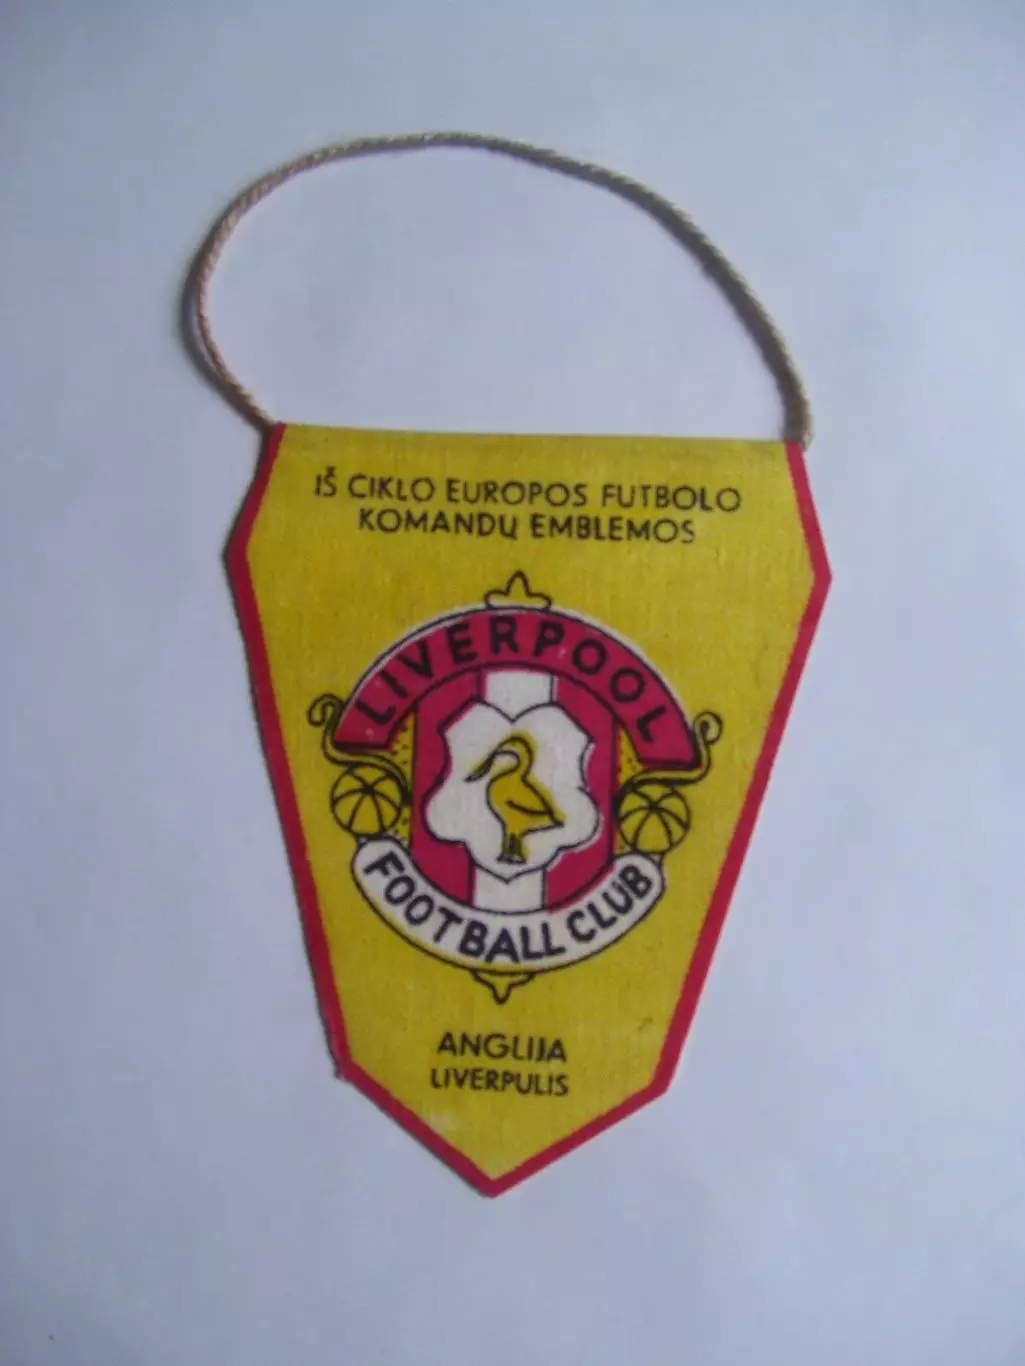 IŠ CIKLO EUROPOS FUTBOLO
KOMANDŲ EMBLEMOS
LIVERPOOL
FOOTBALL CLUB
ANGLIJA
LIVERPULIS